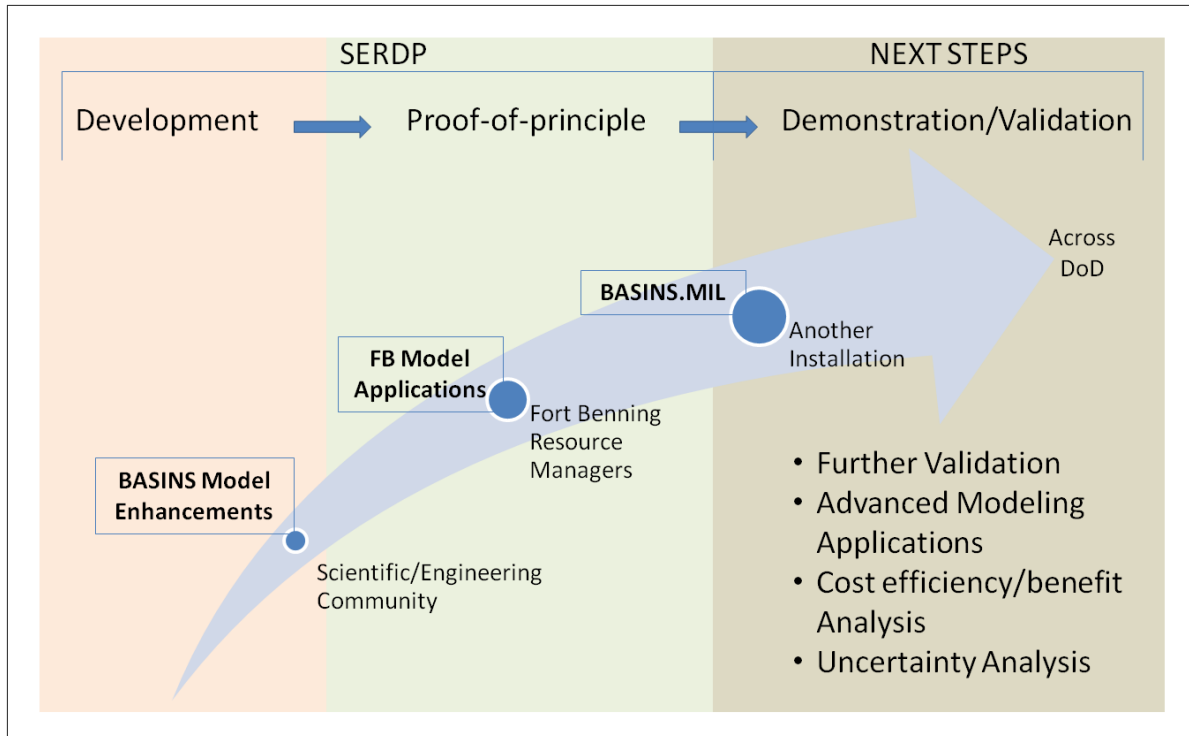 SERDP
NEXT STEPS
Development
Proof-of-principle
Demonstration/Validation
Across
DoD
BASINS.MIL
Another
Installation
FB Model
Applications
Fort Benning
Resource
Managers
BASINS Model
Enhancements
Scientific/Engineering
Community
• Further Validation
• Advanced Modeling
Applications
• Cost efficiency/benefit
Analysis
• Uncertainty Analysis